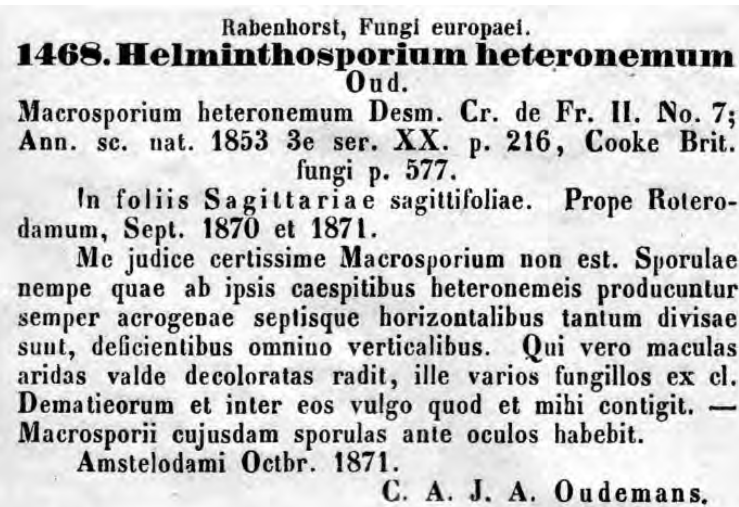 Rabenhorst, Fungi europaei.
1468. Helminthosporium heteronemum
Oud.
Macrosporium heteronemum Desm. Cr. de Fr. II. No. 7;
Ann. sc. nat. 1853 3e ser. XX. p. 216, Cooke Brit.
fungi p. 577.
In foliis Sagittariae sagittifoliae. Prope Rotero-
damum, Sept. 1870 et 1871.
Me judice certissime Macrosporium non est. Sporulae
nempe quae ab ipsis caespitibus heteronemeis producuntur
semper acrogenae septisque horizontalibus tantum divisae
sunt, deficientibus omnino verticalibus. Qui vero maculas
aridas valde decoloratas radit, ille varios fungillos ex cl.
Dematieorum et inter eos vulgo quod et mihi contigit. —
Macrosporii cujusdam sporulas ante oculos habebit.
Amstelodami Octbr. 1871.
C. A. J. A. Oudemans.